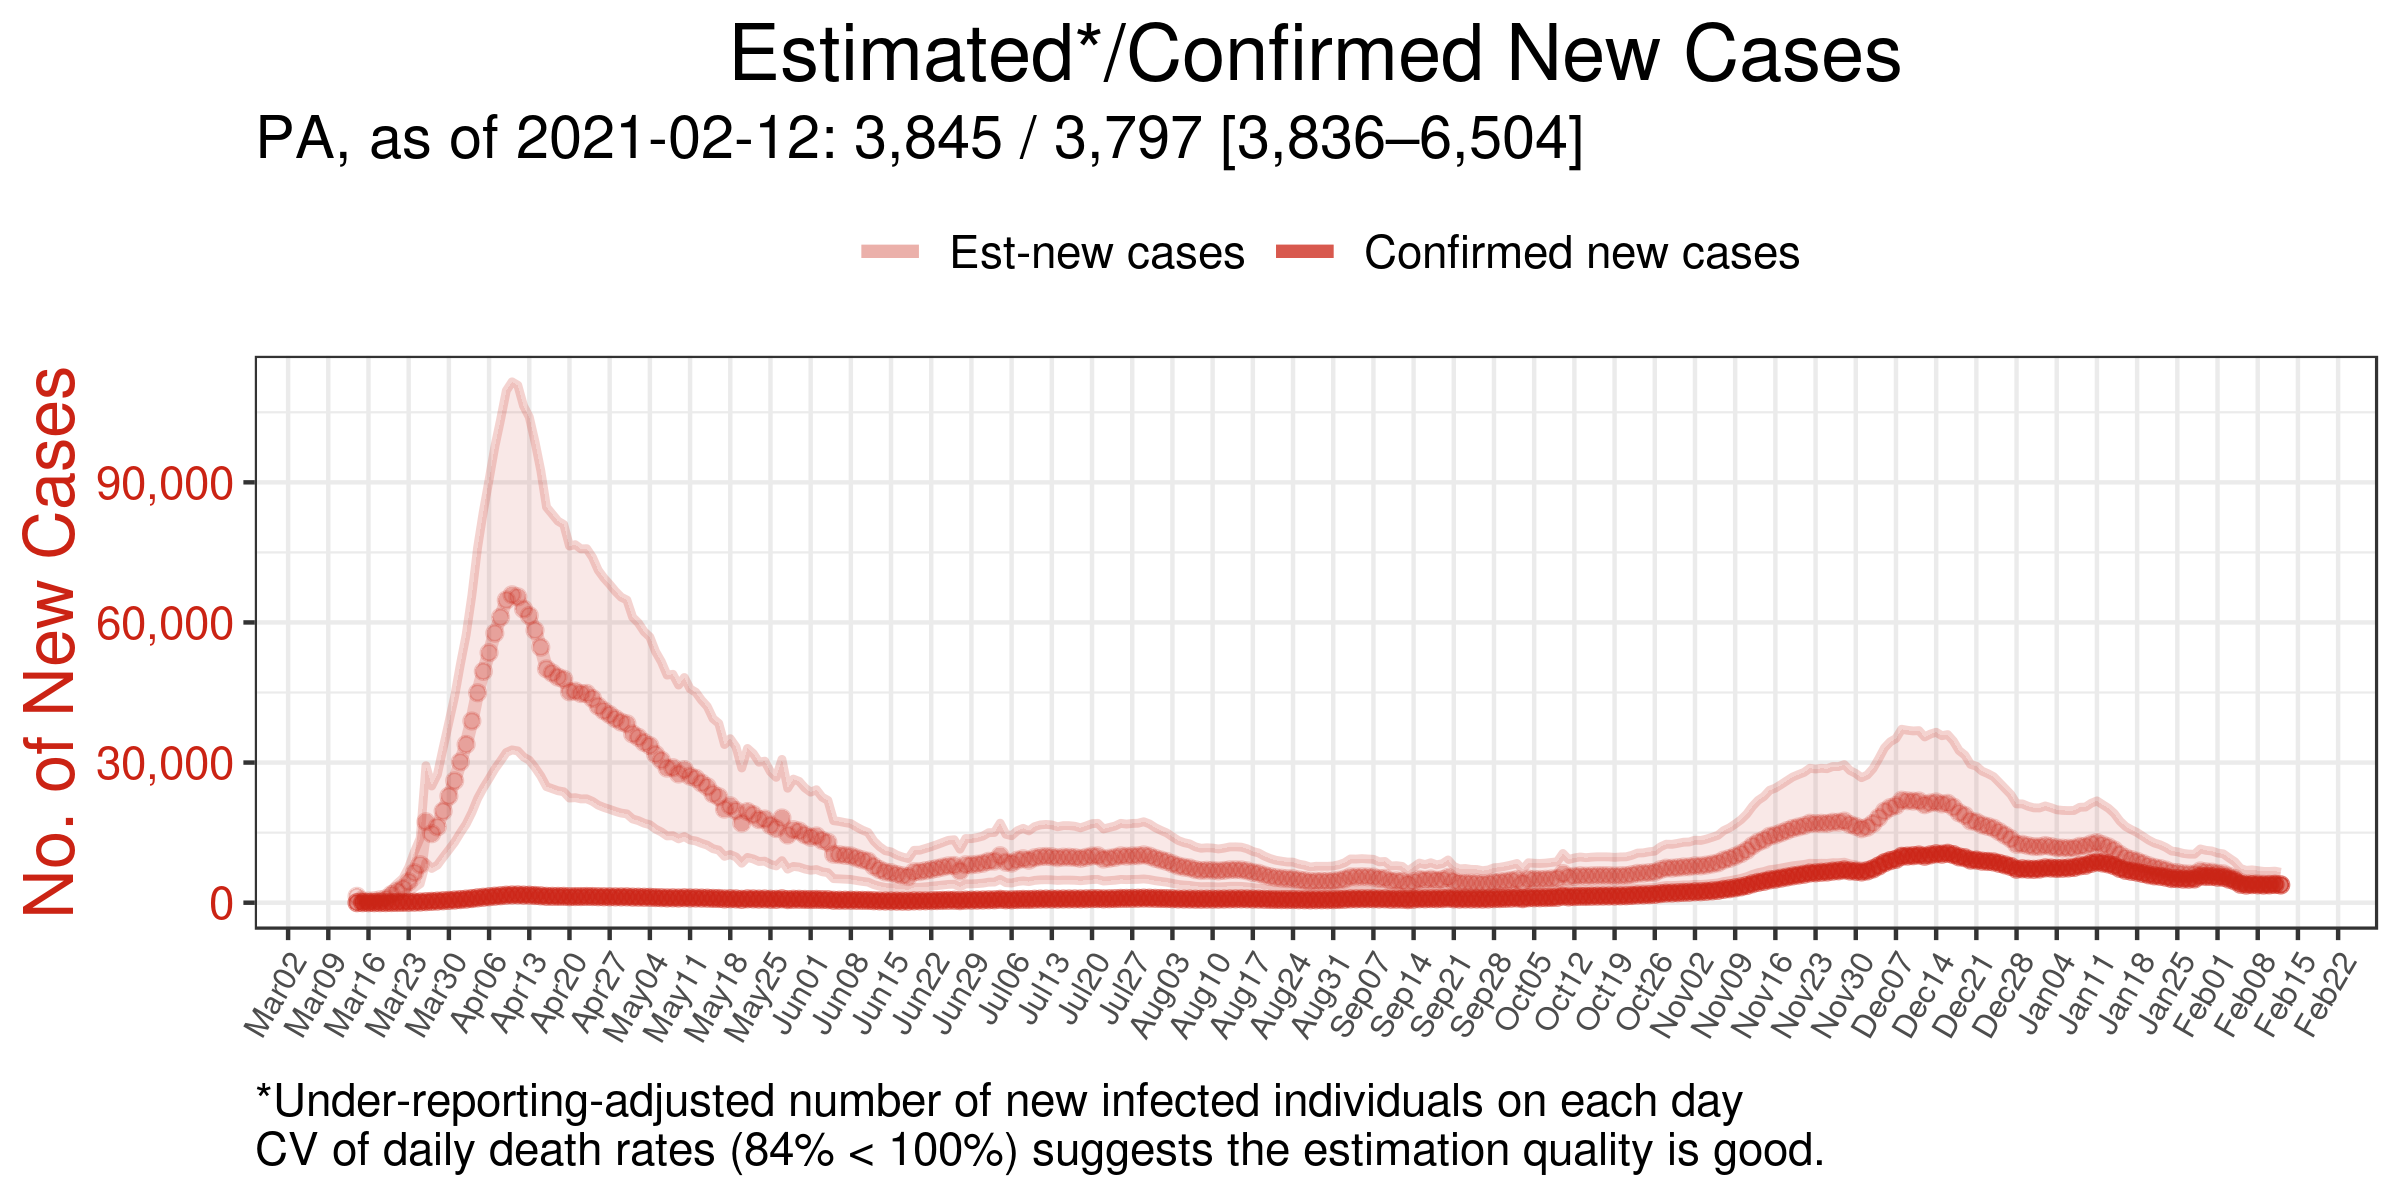 Estimated*/Confirmed New Cases
PA, as of 2021-02-12: 3,845 / 3,797 [3,836–6,504]
Est-new cases
Confirmed new cases
No. of New Cases
90,000
60,000
30,000
0
Mar02
Mar09
Mar16
Mar23
Mar30
Apr06
Apr13
Apr20
Apr27
May04
May11
May18
May25
Jun01
Jun08
Jun15
Jun22
Jun29
Jul06
Jul13
Jul20
Jul27
Aug03
Aug10
Aug17
Aug24
Aug31
Sep07
Sep14
Sep21
Sep28
Oct05
Oct12
Oct19
Oct26
Nov02
Nov09
Nov16
Nov23
Nov30
Dec07
Dec14
Dec21
Dec28
Jan04
Jan11
Jan18
Jan25
Feb01
Feb08
Feb15
Feb22
*Under-reporting-adjusted number of new infected individuals on each day
CV of daily death rates (84% < 100%) suggests the estimation quality is good.